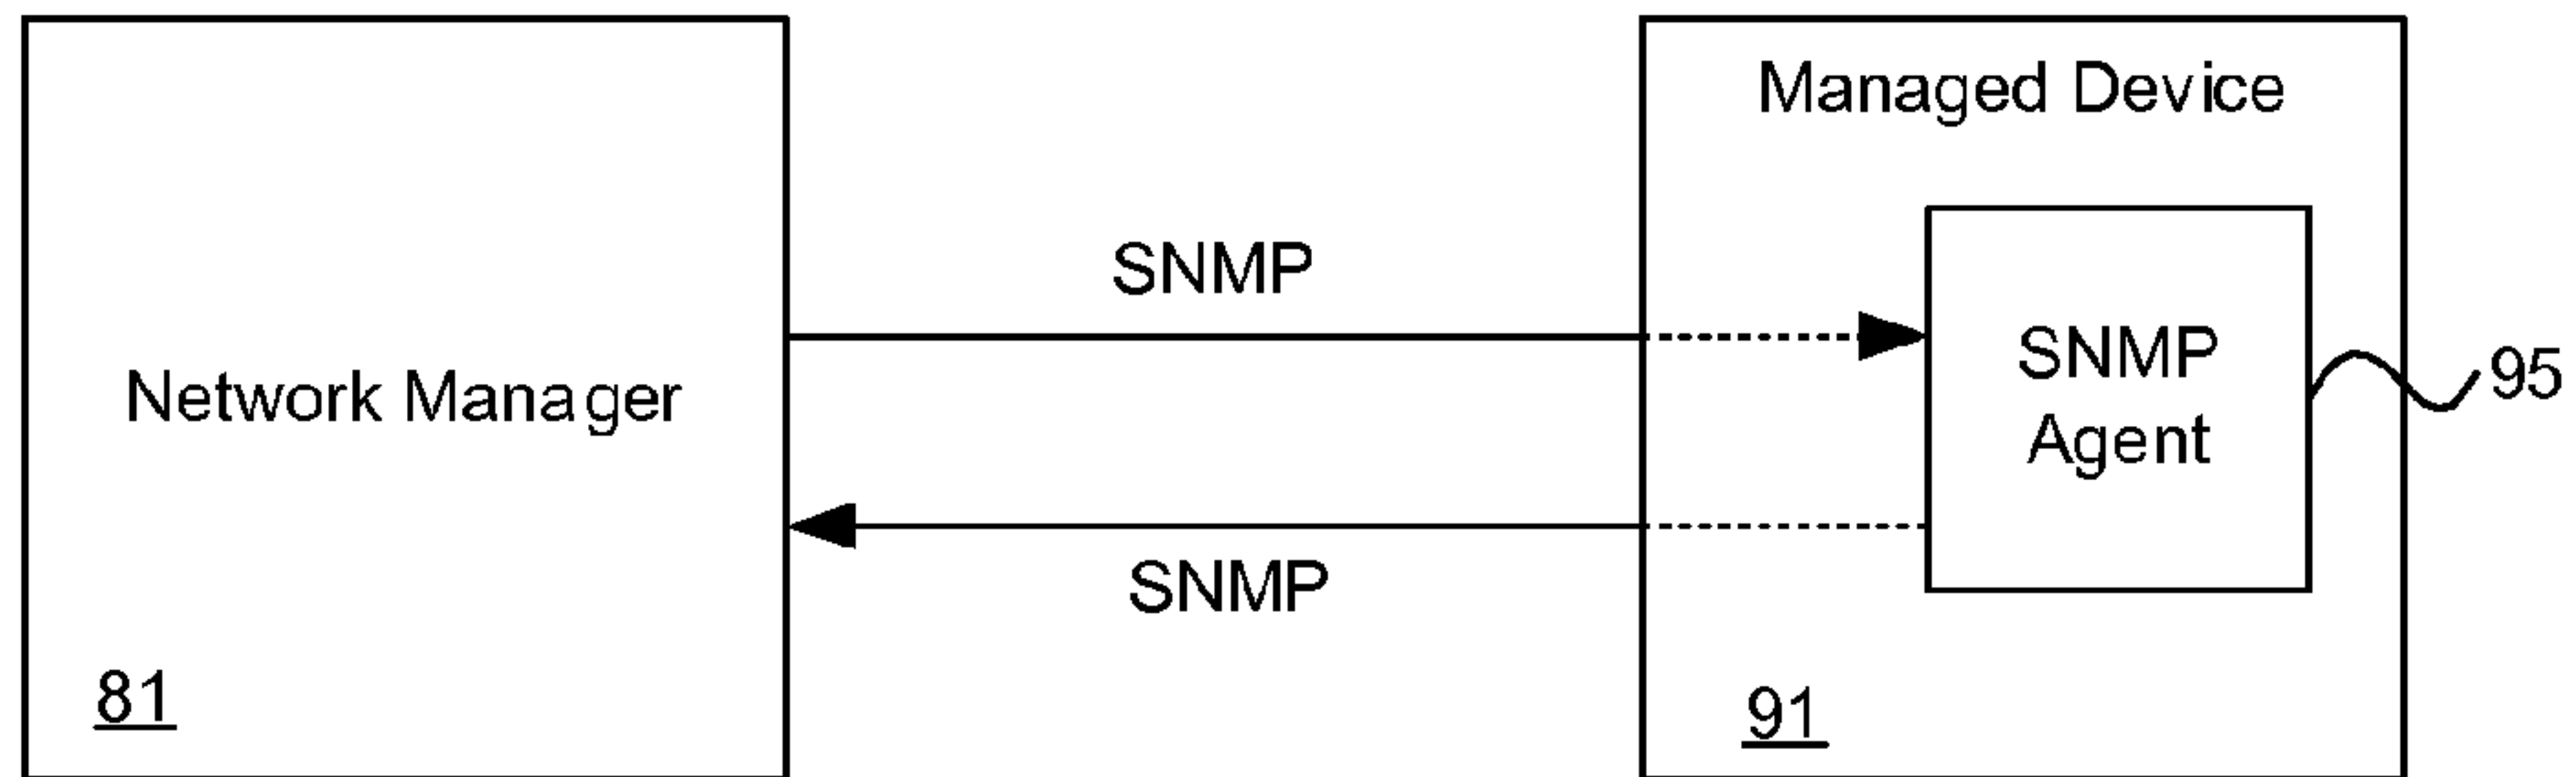 Managed Device
SNMP
SNMP
Agent
95
Network Manager
SNMP
81
91